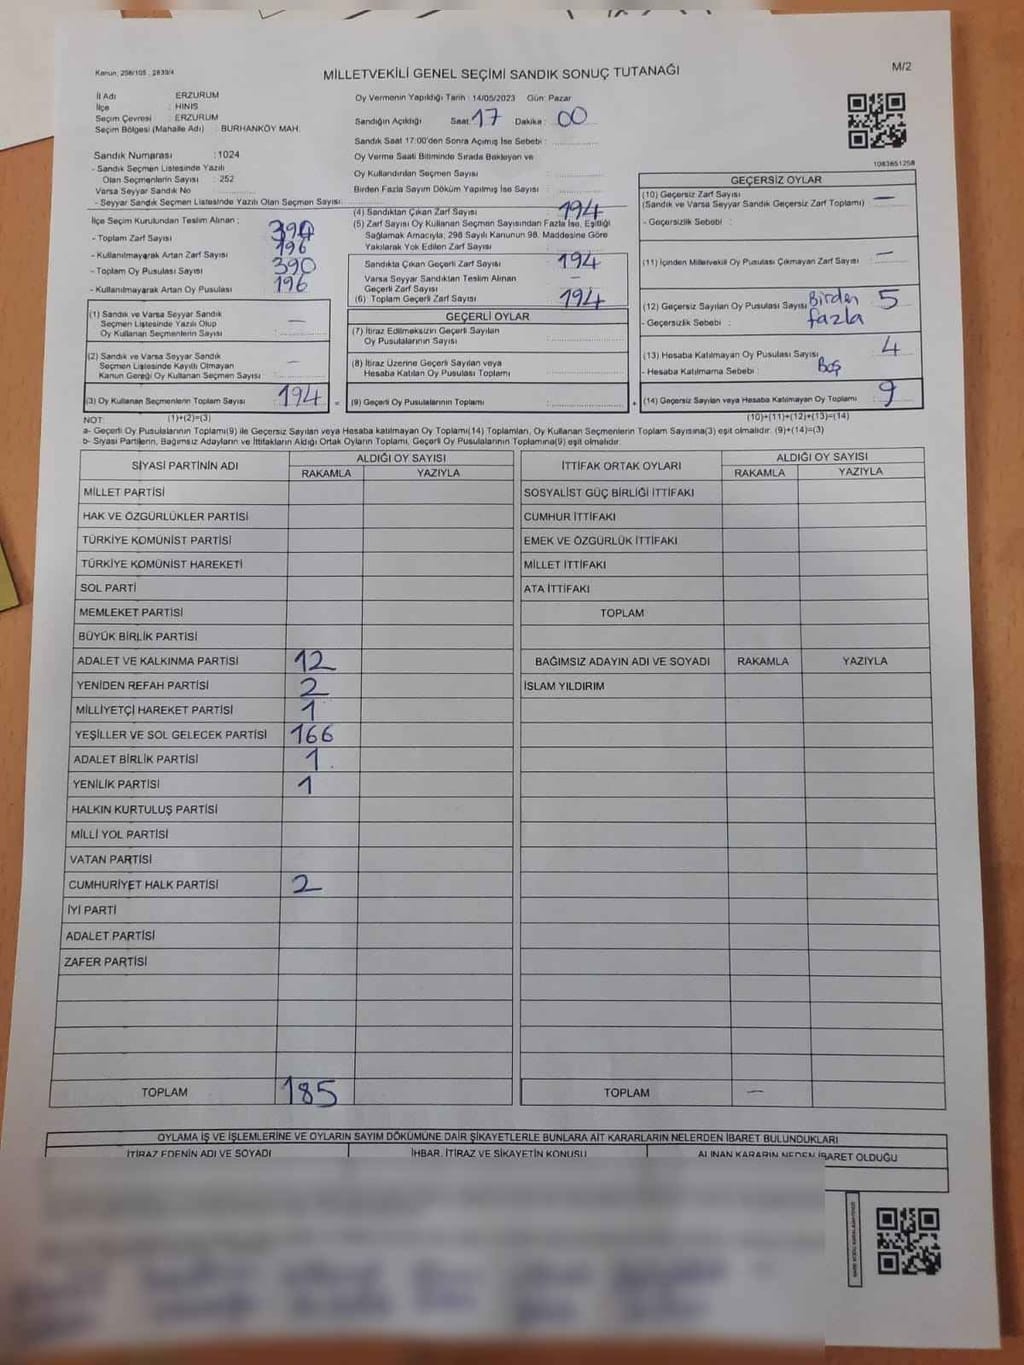 Kanun: 298/105 , 2839/4
MİLLETVEKİLİ GENEL SEÇİMİ SANDIK SONUÇ TUTANAĞI
M/2
İl Adı : ERZURUM
İlçe : HINIS
Seçim Çevresi : ERZURUM
Seçim Bölgesi (Mahalle Adı) : BURHANKÖY MAH.
Sandık Numarası : 1024
- Sandık Seçmen Listesinde Yazılı
Olan Seçmenlerin Sayısı : 252
Varsa Seyyar Sandık No
- Seyyar Sandık Seçmen Listesinde Yazılı Olan Seçmen Sayısı:
Oy Vermenin Yapıldığı Tarih : 14/05/2023 Gün: Pazar
Sandığın Açıldığı Saat: 17 Dakika: 00
Sandık Saat 17:00'den Sonra Açımış İse Sebebi :
Oy Verme Saati Bitiminde Sırada Bekleyen ve
Oy Kullandırılan Seçmen Sayısı :
Birden Fazla Sayım Döküm Yapılmış İse Sayısı :
1083651258
İlçe Seçim Kurulundan Teslim Alınan :
- Toplam Zarf Sayısı 390
- Kullanılmayarak Artan Zarf Sayısı 196
- Toplam Oy Pusulası Sayısı 390
- Kullanılmayarak Artan Oy Pusulası 196
(1) Sandık ve Varsa Seyyar Sandık
Seçmen Listesinde Yazılı Olup
Oy Kullanan Seçmenlerin Sayısı —
(2) Sandık ve Varsa Seyyar Sandık
Seçmen Listesinde Kayıtlı Olmayan
Kanun Gereği Oy Kullanan Seçmen Sayısı —
(3) Oy Kullanan Seçmenlerin Toplam Sayısı 194
(1)+(2)=(3)
(4) Sandıktan Çıkan Zarf Sayısı 194
(5) Zarf Sayısı Oy Kullanan Seçmen Sayısından Fazla İse, Eşitliği
Sağlamak Amacıyla, 298 Sayılı Kanunun 98. Maddesine Göre
Yakılarak Yok Edilen Zarf Sayısı
Sandıkta Çıkan Geçerli Zarf Sayısı 194
Varsa Seyyar Sandıktan Teslim Alınan
Geçerli Zarf Sayısı —
(6) Toplam Geçerli Zarf Sayısı 194
GEÇERLİ OYLAR
(7) İtiraz Edilmeksizin Geçerli Sayılan
Oy Pusulalarının Sayısı :
(8) İtiraz Üzerine Geçerli Sayılan veya
Hesaba Katılan Oy Pusulası Toplamı :
= (9) Geçerli Oy Pusulalarının Toplamı :
GEÇERSİZ OYLAR
(10) Geçersiz Zarf Sayısı
(Sandık ve Varsa Seyyar Sandık Geçersiz Zarf Toplamı) —
- Geçersizlik Sebebi :
(11) İçinden Milletvekili Oy Pusulası Çıkmayan Zarf Sayısı —
(12) Geçersiz Sayılan Oy Pusulası Sayısı Birden 5
- Geçersizlik Sebebi : fazla
(13) Hesaba Katılmayan Oy Pusulası Sayısı 4
- Hesaba Katılmama Sebebi : Boş
+ (14) Geçersiz Sayılan veya Hesaba Katılmayan Oy Toplamı : 9
(10)+(11)+(12)+(13)=(14)
NOT:
a- Geçerli Oy Pusulalarının Toplamı(9) ile Geçersiz Sayılan veya Hesaba Katılmayan Oy Toplamı(14) Toplamları, Oy Kullanan Seçmenlerin Toplam Sayısına(3) eşit olmalıdır. (9)+(14)=(3)
b- Siyasi Partilerin, Bağımsız Adayların ve İttifakların Aldığı Ortak Oyların Toplamı, Geçerli Oy Pusulalarının Toplamına(9) eşit olmalıdır.
SİYASİ PARTİNİN ADI ALDIĞI OY SAYISI
RAKAMLA YAZIYLA
MİLLET PARTİSİ
HAK VE ÖZGÜRLÜKLER PARTİSİ
TÜRKİYE KOMÜNİST PARTİSİ
TÜRKİYE KOMÜNİST HAREKETİ
SOL PARTİ
MEMLEKET PARTİSİ
BÜYÜK BİRLİK PARTİSİ
ADALET VE KALKINMA PARTİSİ 12
YENİDEN REFAH PARTİSİ 2
MİLLİYETÇİ HAREKET PARTİSİ 1
YEŞİLLER VE SOL GELECEK PARTİSİ 166
ADALET BİRLİK PARTİSİ 1
YENİLİK PARTİSİ 1
HALKIN KURTULUŞ PARTİSİ
MİLLİ YOL PARTİSİ
VATAN PARTİSİ
CUMHURİYET HALK PARTİSİ 2
İYİ PARTİ
ADALET PARTİSİ
ZAFER PARTİSİ
TOPLAM 185
İTTİFAK ORTAK OYLARI ALDIĞI OY SAYISI
RAKAMLA YAZIYLA
SOSYALİST GÜÇ BİRLİĞİ İTTİFAKI
CUMHUR İTTİFAKI
EMEK VE ÖZGÜRLÜK İTTİFAKI
MİLLET İTTİFAKI
ATA İTTİFAKI
TOPLAM
BAĞIMSIZ ADAYIN ADI VE SOYADI RAKAMLA YAZIYLA
İSLAM YILDIRIM
TOPLAM —
OYLAMA İŞ VE İŞLEMLERİNE VE OYLARIN SAYIM DÖKÜMÜNE DAİR ŞİKAYETLERLE BUNLARA AİT KARARLARIN NELERDEN İBARET BULUNDUKLARI
İTİRAZ EDENİN ADI VE SOYADI İHBAR, İTİRAZ VE ŞİKAYETİN KONUSU ALINAN KARARIN NEDEN İBARET OLDUĞU